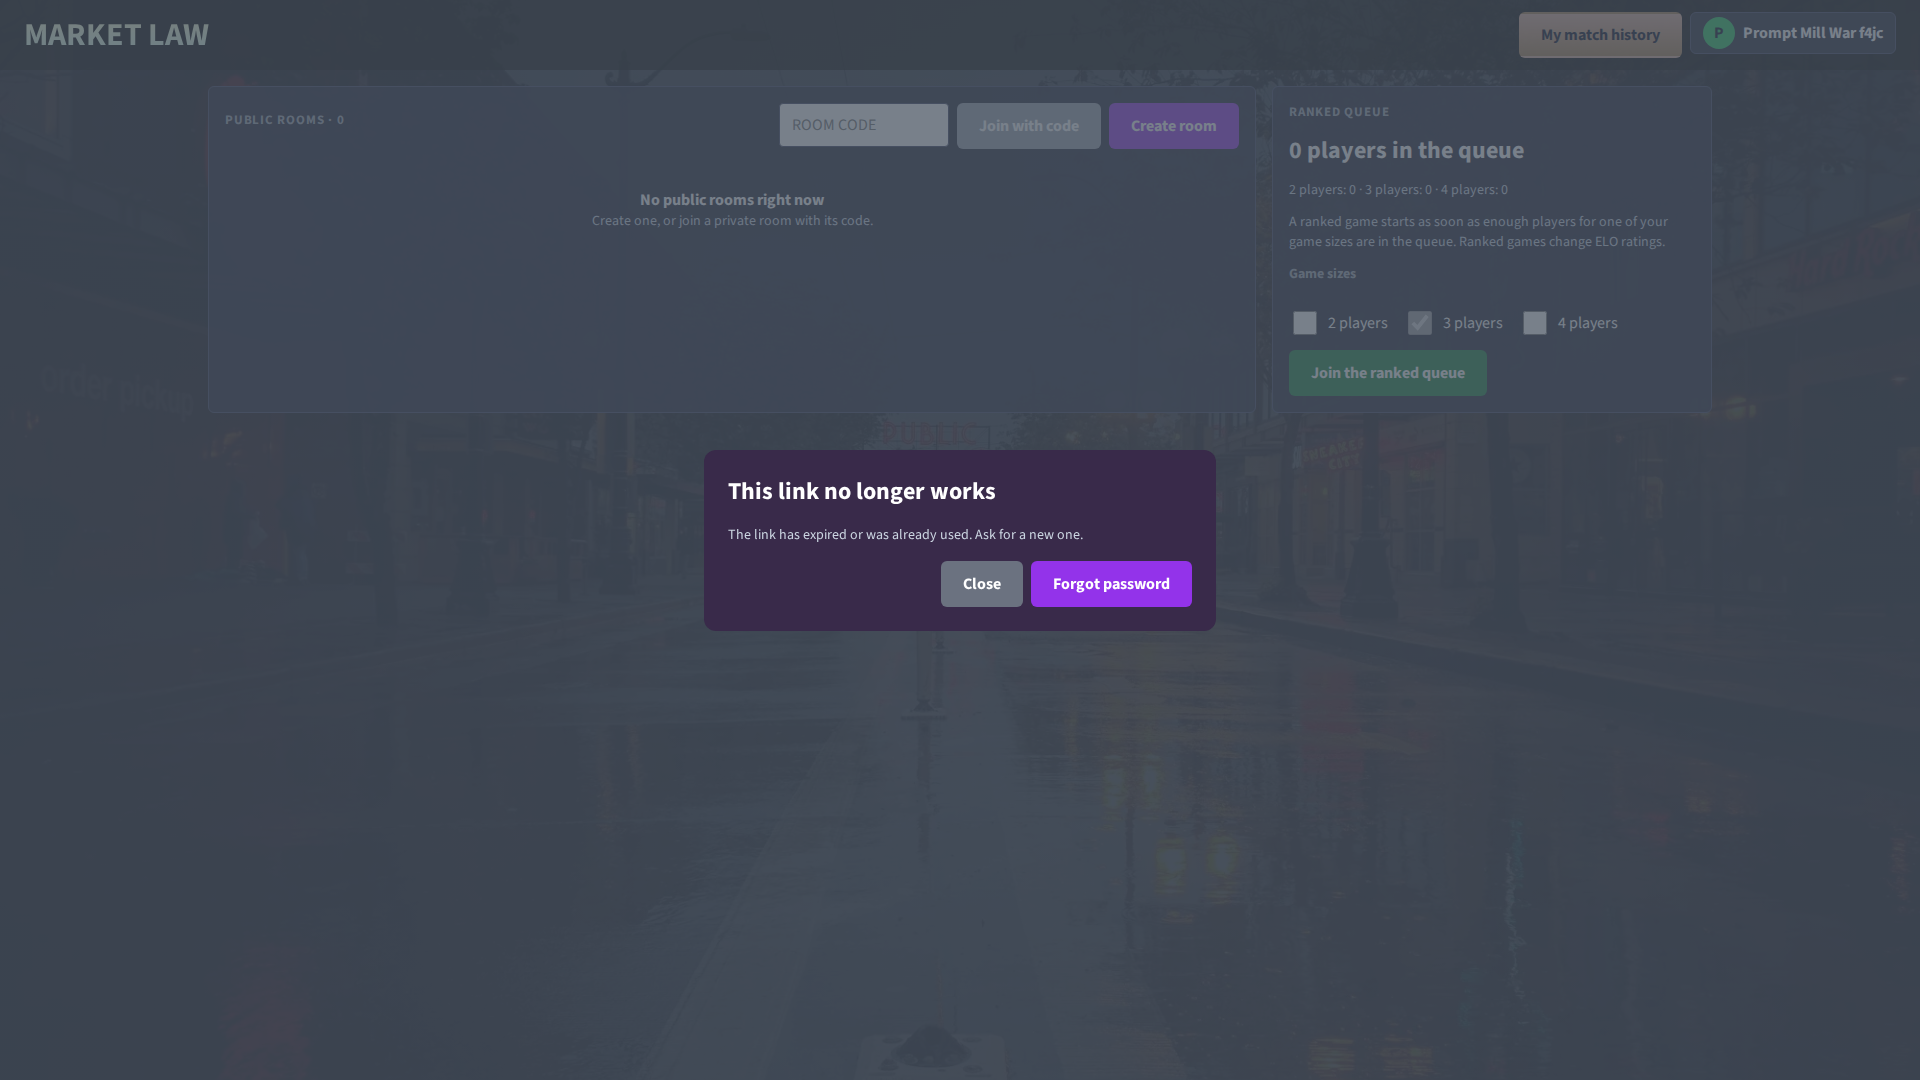 MARKET LAW
My match history
P
Prompt Mill War f4jc
PUBLIC ROOMS · 0
ROOM CODE
Join with code
Create room
No public rooms right now
Create one, or join a private room with its code.
RANKED QUEUE
0 players in the queue
2 players: 0 · 3 players: 0 · 4 players: 0
A ranked game starts as soon as enough players for one of your
game sizes are in the queue. Ranked games change ELO ratings.
Game sizes
2 players
3 players
4 players
Join the ranked queue
order pickup
SNEAKER
CITY
This link no longer works
The link has expired or was already used. Ask for a new one.
Close
Forgot password